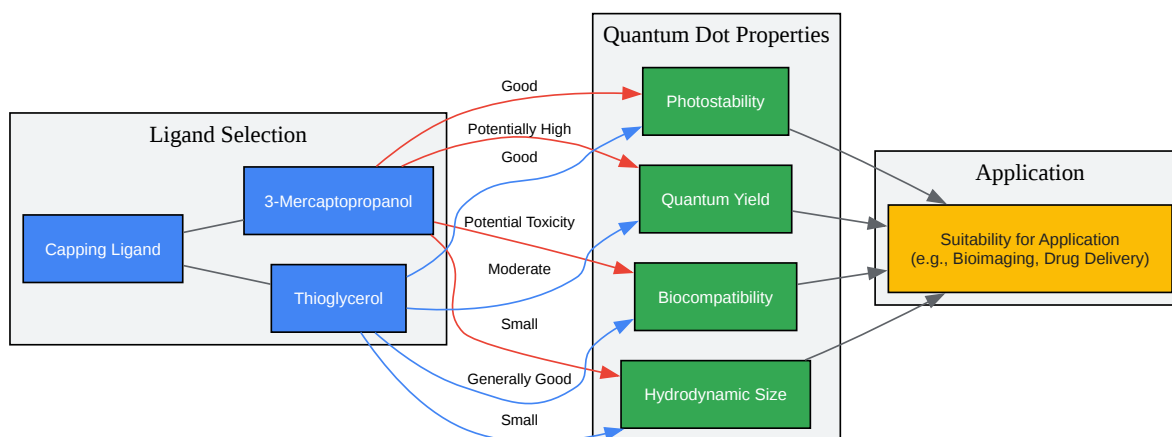 Quantum Dot Properties
Good
Photostability
Ligand Selection
Potentially High
Good
Application
3-Mercaptopropanol
Quantum Yield
Potential Toxicity
Capping Ligand
Suitability for Application
(e.g., Bioimaging, Drug Delivery)
Moderate
Thioglycerol
Biocompatibility
Small
Generally Good
Hydrodynamic Size
Small